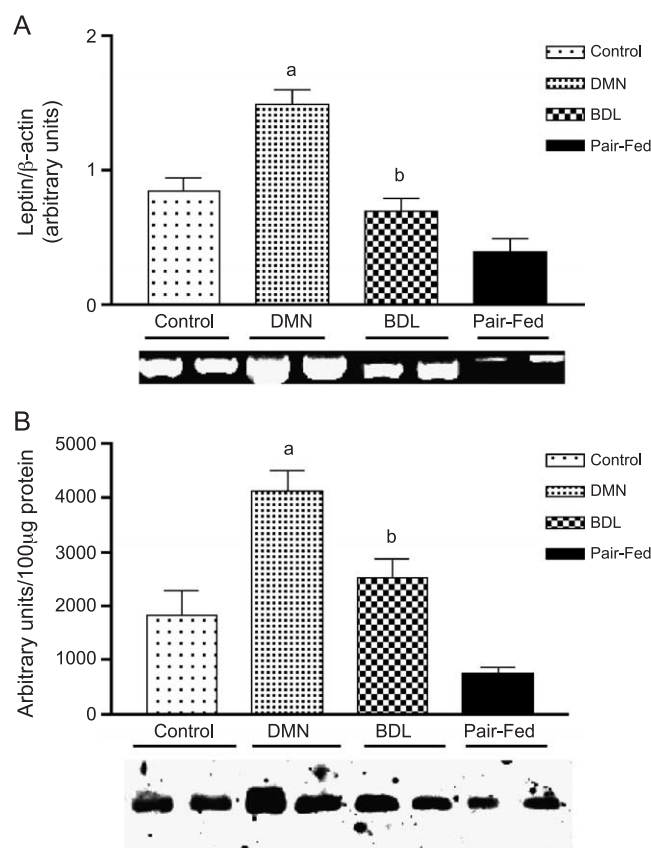 A
Leptin/β-actin
(arbitrary units)
2
1
0
a
b
Control
DMN
BDL
Pair-Fed
Control DMN BDL Pair-Fed
B
Arbitrary units/100μg protein
5000
4000
3000
2000
1000
0
a
b
Control
DMN
BDL
Pair-Fed
Control DMN BDL Pair-Fed